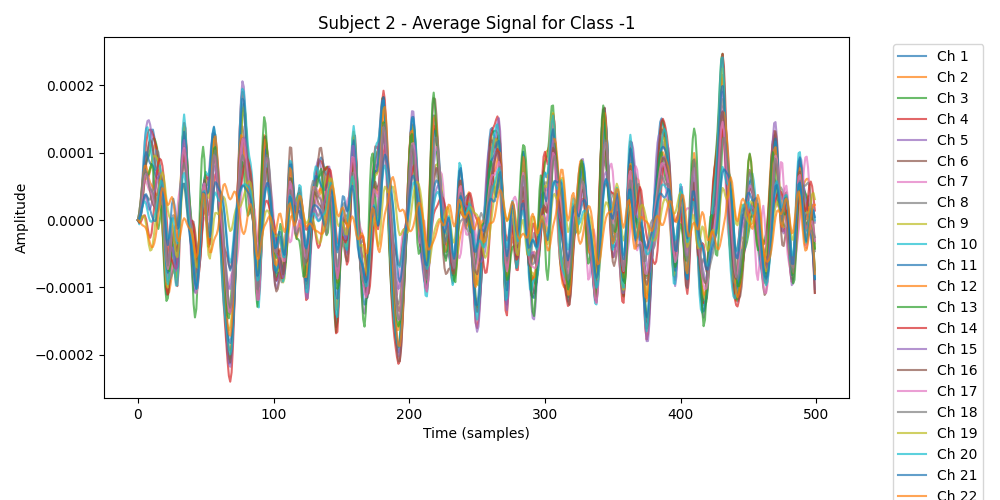 Subject 2 - Average Signal for Class -1
Amplitude
0.0002
0.0001
0.0000
−0.0001
−0.0002
0
100
200
300
400
500
Time (samples)
Ch 1
Ch 2
Ch 3
Ch 4
Ch 5
Ch 6
Ch 7
Ch 8
Ch 9
Ch 10
Ch 11
Ch 12
Ch 13
Ch 14
Ch 15
Ch 16
Ch 17
Ch 18
Ch 19
Ch 20
Ch 21
Ch 22